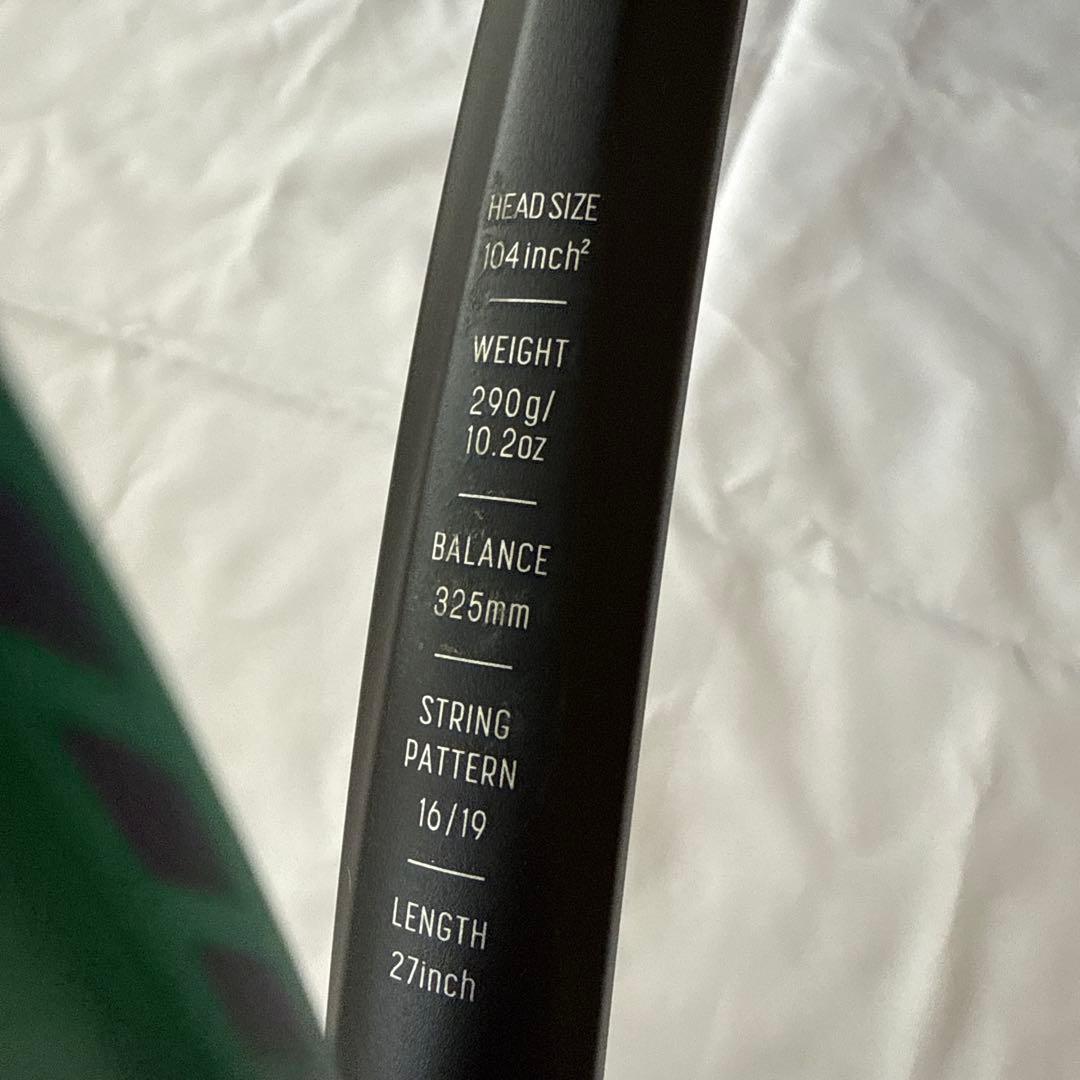 HEAD SIZE
104inch²
WEIGHT
290g/
10.2oz
BALANCE
325mm
STRING
PATTERN
16/19
LENGTH
27inch